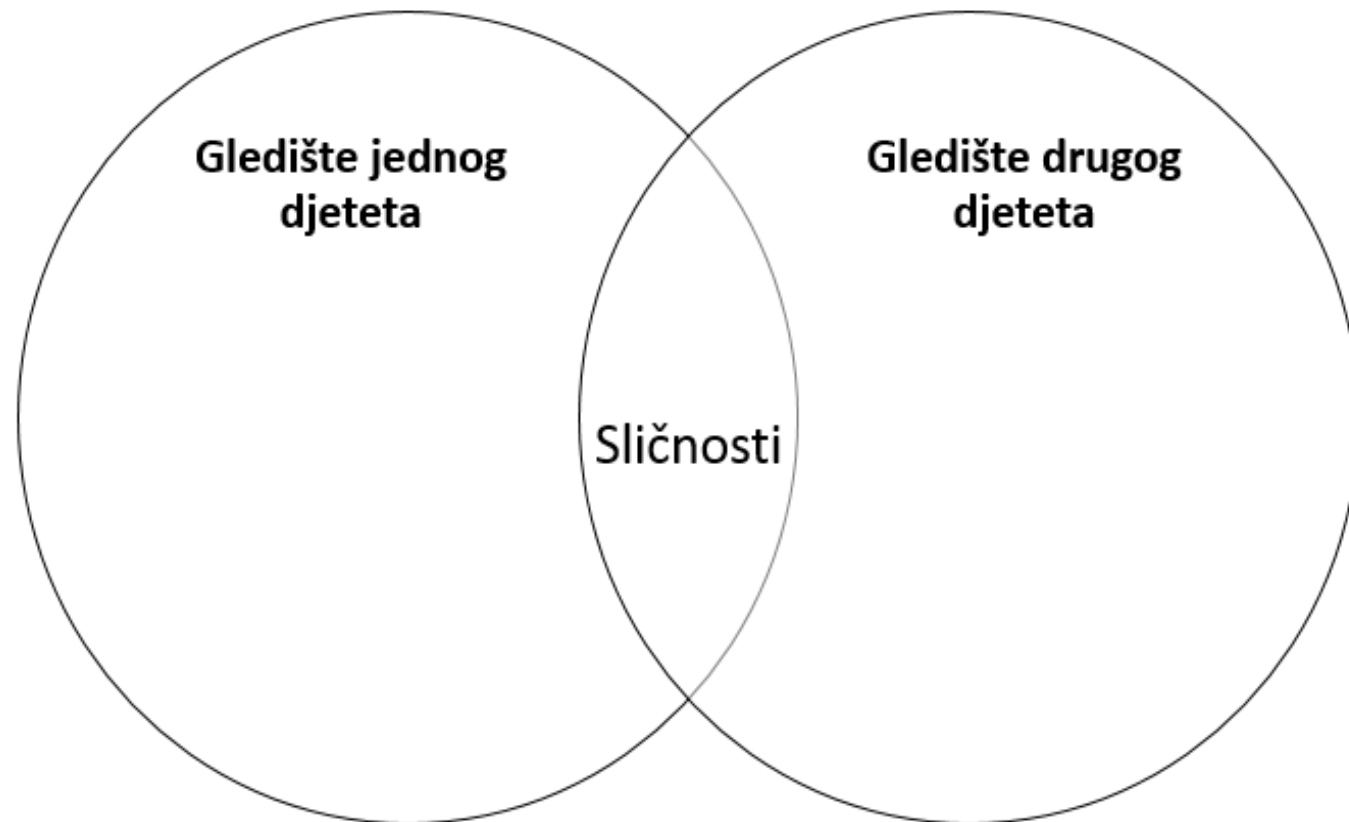 Gledište jednog
djeteta
Gledište drugog
djeteta
Sličnosti